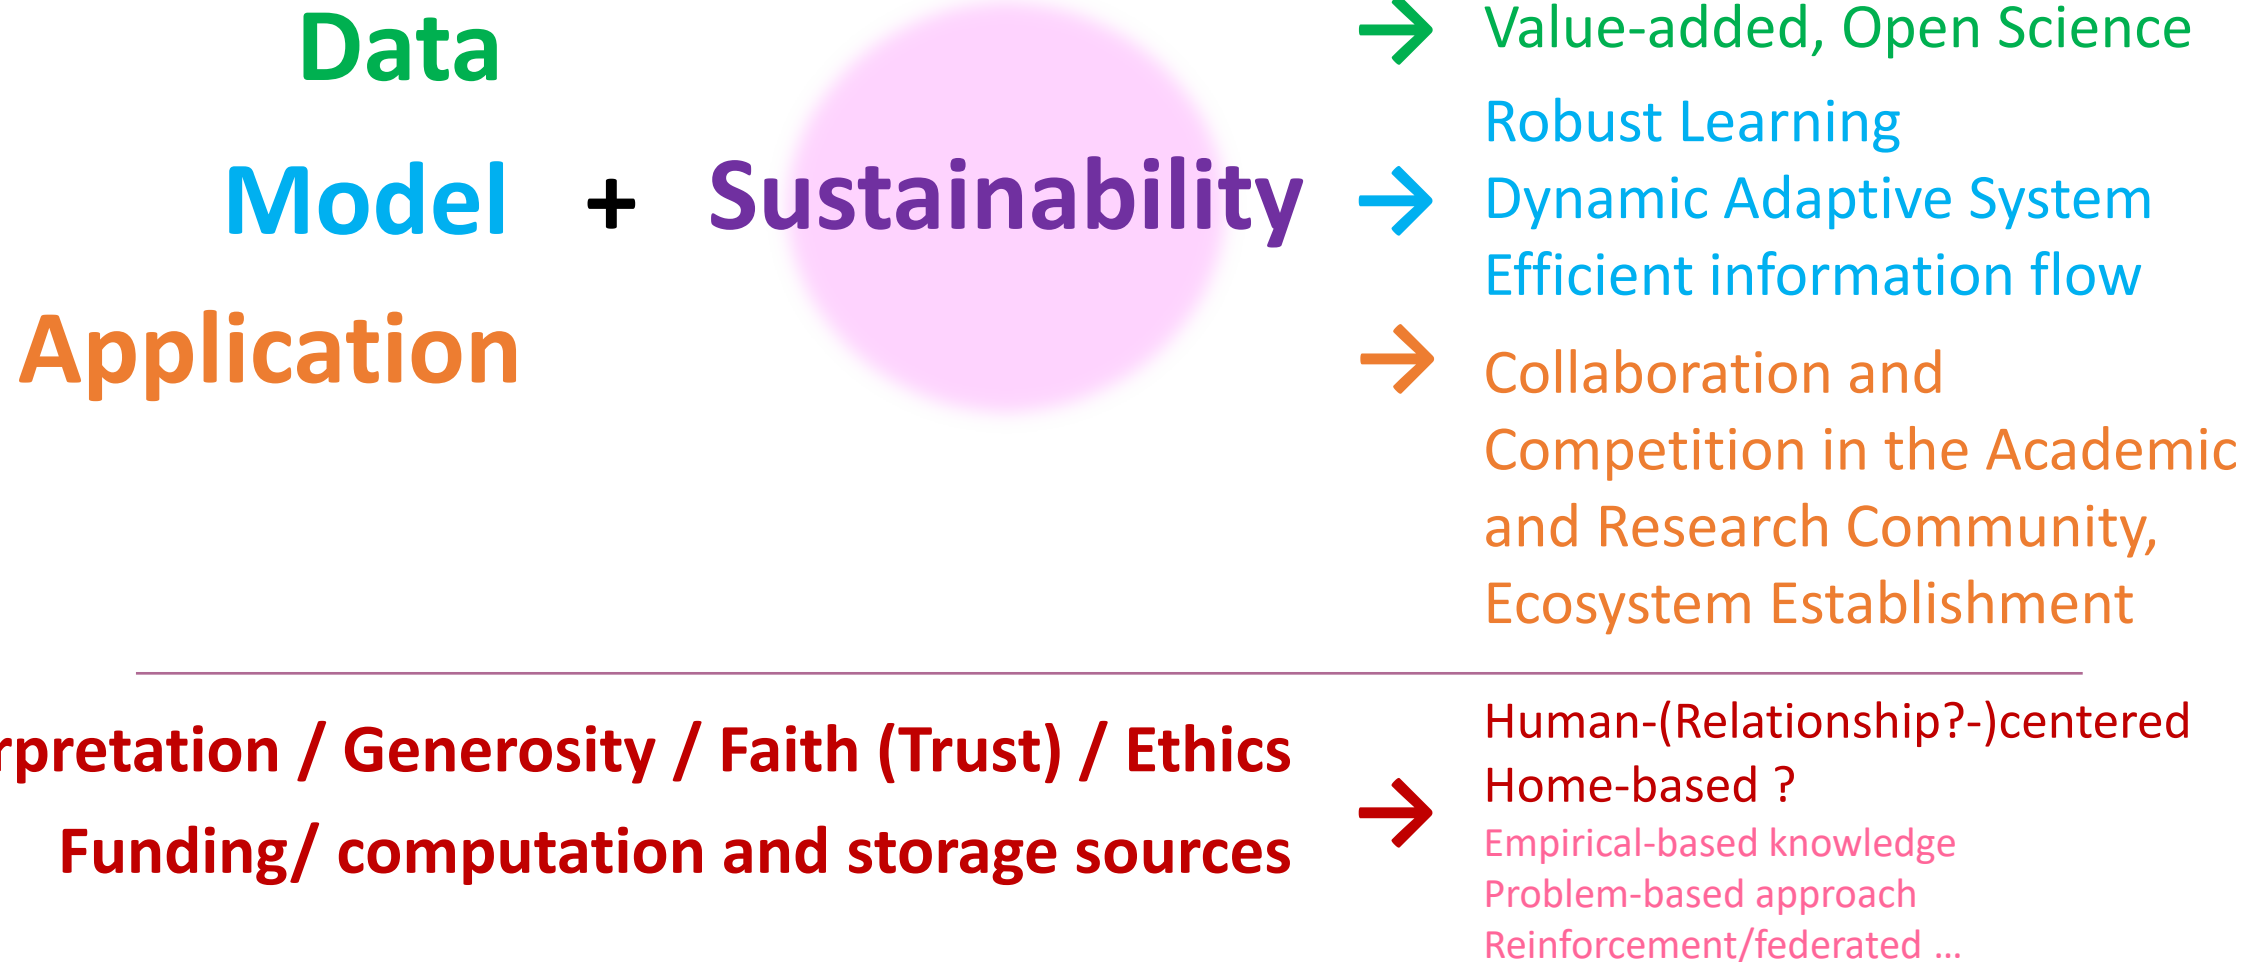 Data
→ Value-added, Open Science
Model + Sustainability →
Robust Learning
Dynamic Adaptive System
Efficient information flow
Application
→ Collaboration and
Competition in the Academic
and Research Community,
Ecosystem Establishment
rpretation / Generosity / Faith (Trust) / Ethics
Funding/ computation and storage sources
→ Human-(Relationship?-)centered
Home-based ?
Empirical-based knowledge
Problem-based approach
Reinforcement/federated ...